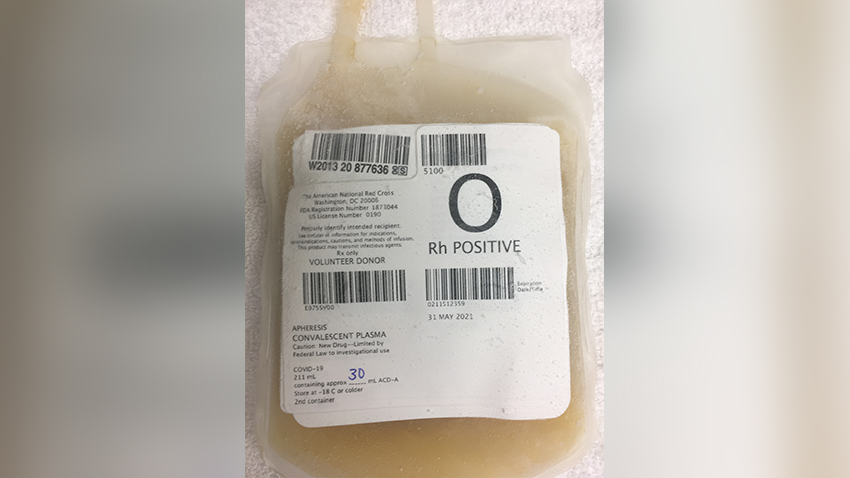 W2013 20 877636
5100
The American National Red Cross
Washington, DC 20006
FDA Registration Number 1873044
US License Number 0190
Properly identify intended recipient.
See circular of information for indications,
contraindications, cautions, and methods of infusion.
This product may transmit infectious agents.
Rx only
VOLUNTEER DONOR
O
Rh POSITIVE
E9755V00
0211512359
Expiration
Date/Time
31 MAY 2021
APHERESIS
CONVALESCENT PLASMA
Caution: New Drug--Limited by
Federal Law to investigational use
COVID-19
211 mL
containing approx 30 mL ACD-A
Store at -18 C or colder
2nd container